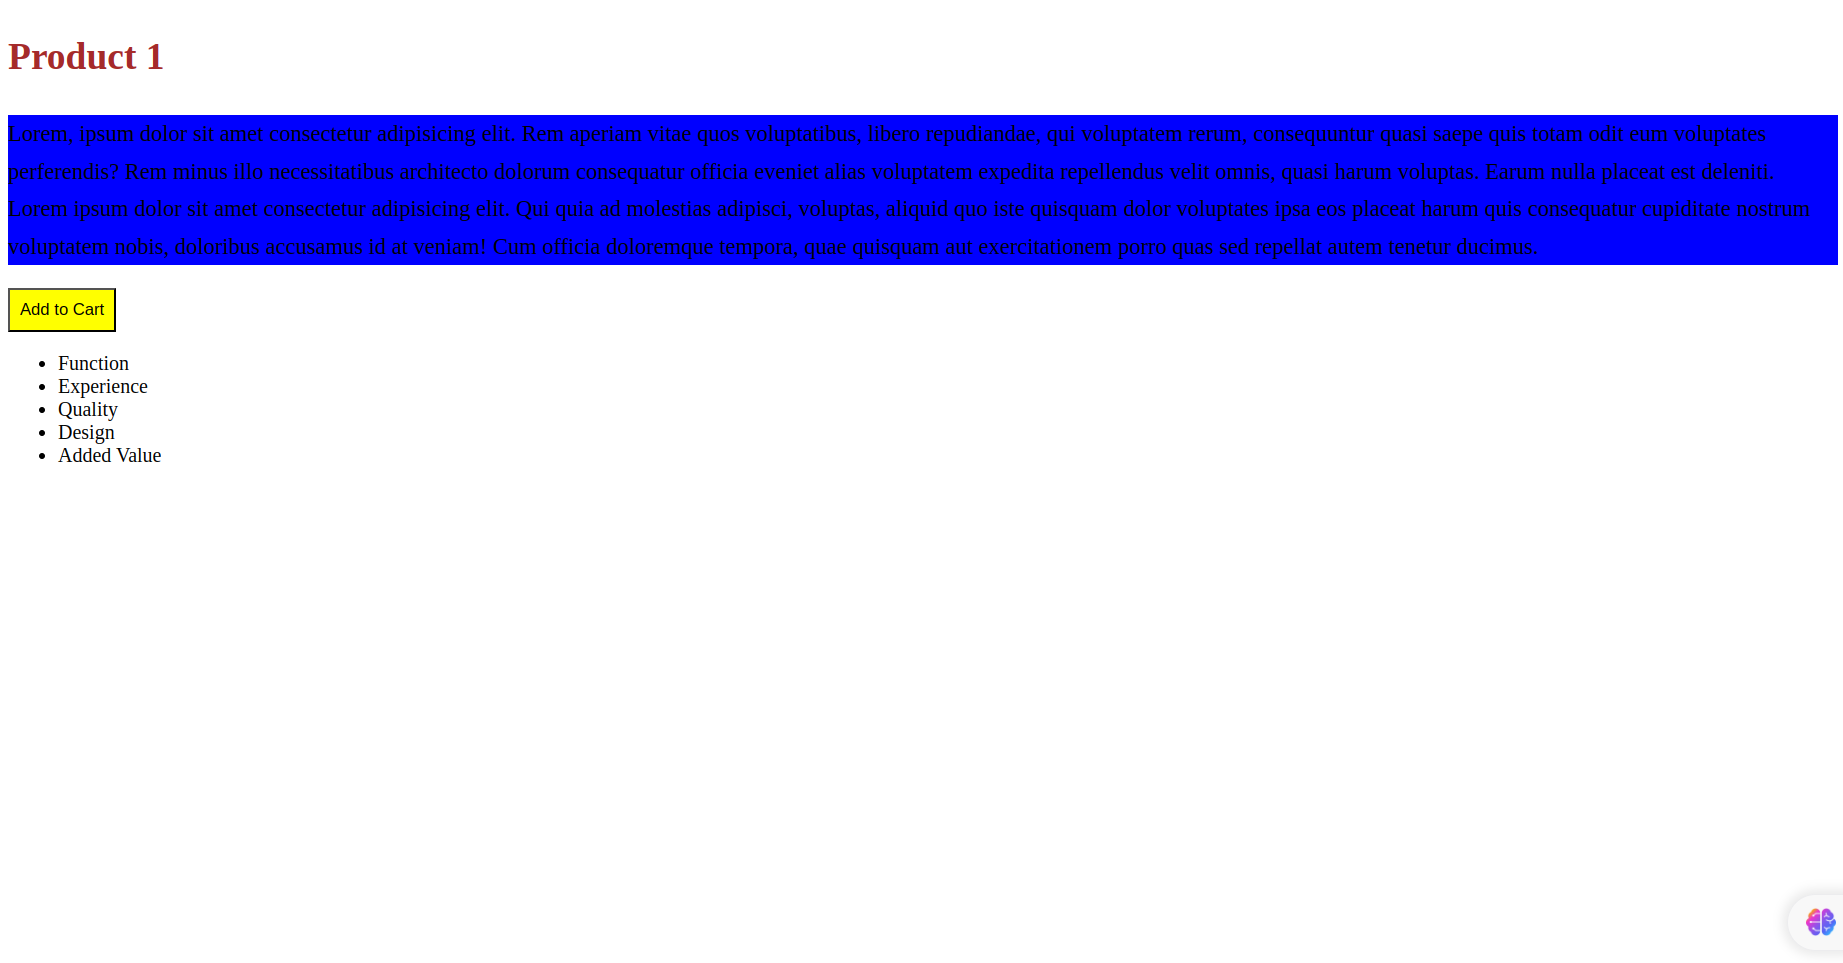 Product 1
Lorem, ipsum dolor sit amet consectetur adipisicing elit. Rem aperiam vitae quos voluptatibus, libero repudiandae, qui voluptatem rerum, consequuntur quasi saepe quis totam odit eum voluptates
perferendis? Rem minus illo necessitatibus architecto dolorum consequatur officia eveniet alias voluptatem expedita repellendus velit omnis, quasi harum voluptas. Earum nulla placeat est deleniti.
Lorem ipsum dolor sit amet consectetur adipisicing elit. Qui quia ad molestias adipisci, voluptas, aliquid quo iste quisquam dolor voluptates ipsa eos placeat harum quis consequatur cupiditate nostrum
voluptatem nobis, doloribus accusamus id at veniam! Cum officia doloremque tempora, quae quisquam aut exercitationem porro quas sed repellat autem tenetur ducimus.
Add to Cart
Function
Experience
Quality
Design
Added Value